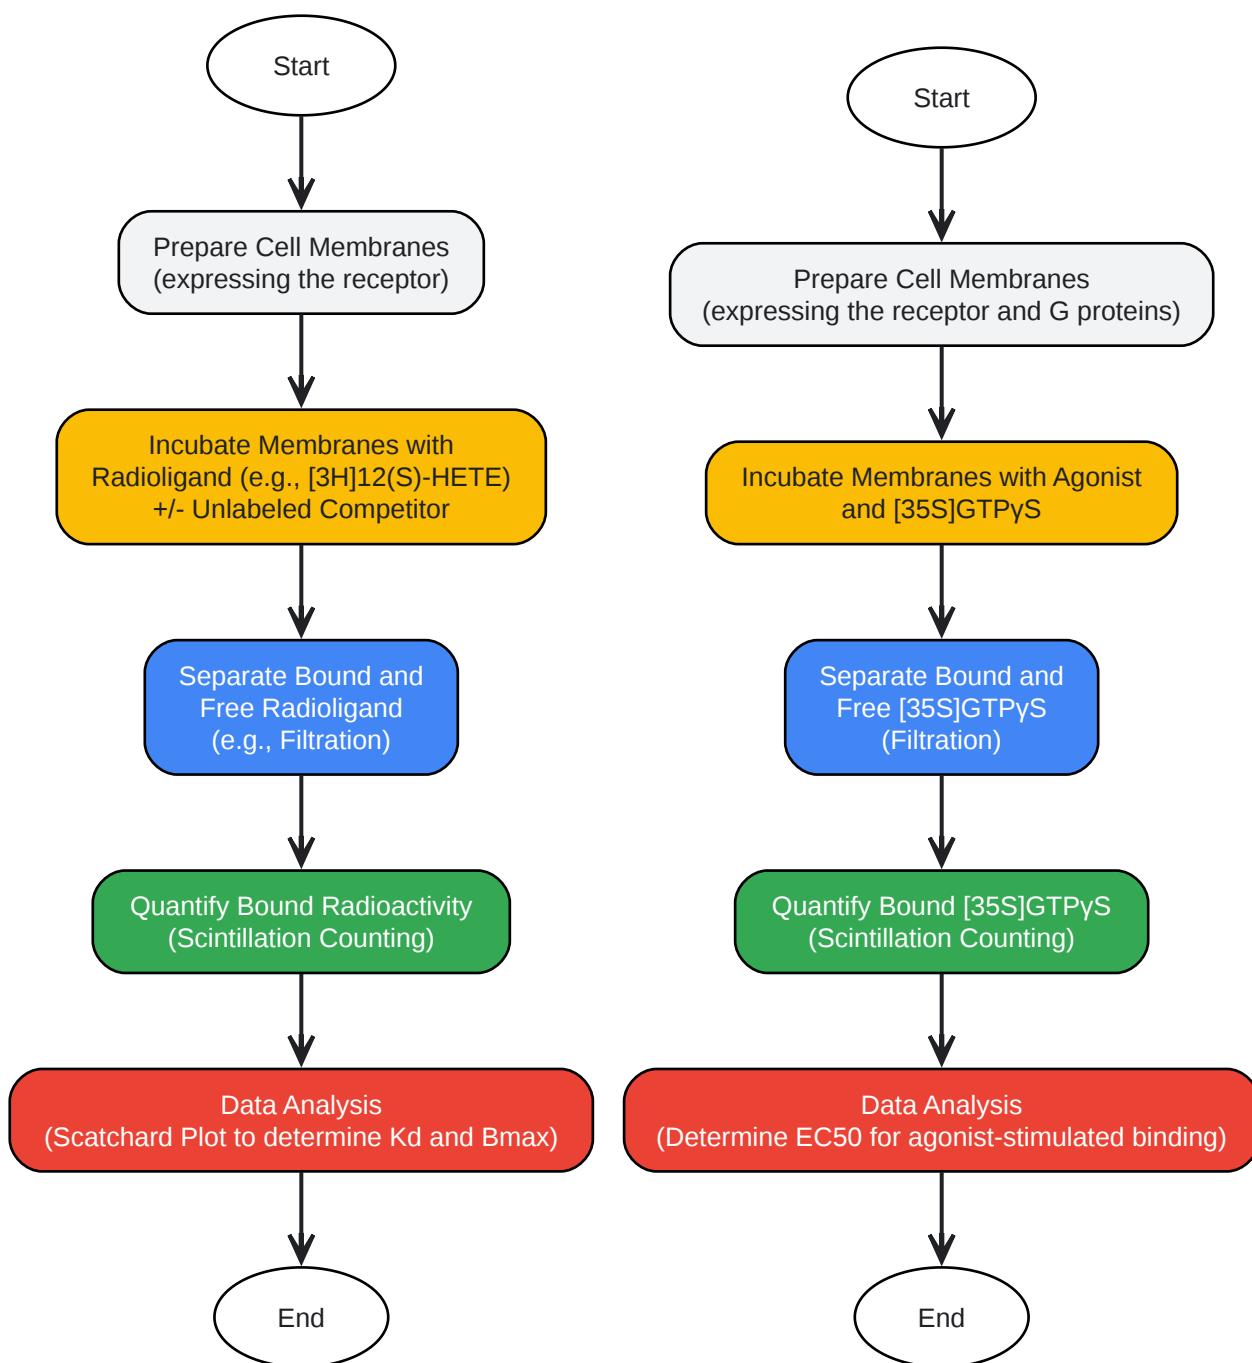 Start
Prepare Cell Membranes
(expressing the receptor)
Incubate Membranes with
Radioligand (e.g., [3H]12(S)-HETE)
+/- Unlabeled Competitor
Separate Bound and
Free Radioligand
(e.g., Filtration)
Quantify Bound Radioactivity
(Scintillation Counting)
Data Analysis
(Scatchard Plot to determine Kd and Bmax)
End
Start
Prepare Cell Membranes
(expressing the receptor and G proteins)
Incubate Membranes with Agonist
and [35S]GTPγS
Separate Bound and
Free [35S]GTPγS
(Filtration)
Quantify Bound [35S]GTPγS
(Scintillation Counting)
Data Analysis
(Determine EC50 for agonist-stimulated binding)
End